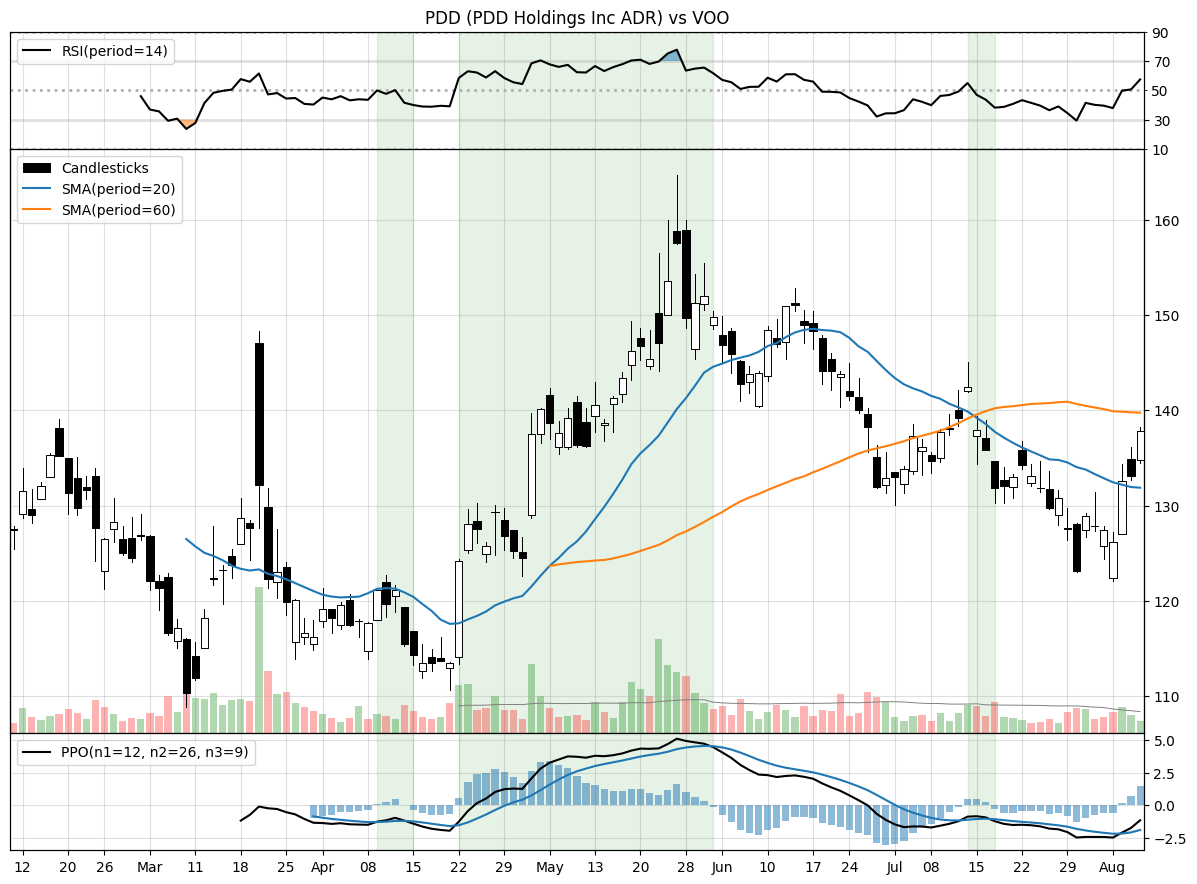 PDD (PDD Holdings Inc ADR) vs VOO
RSI(period=14)
90
70
50
30
10
Candlesticks
SMA(period=20)
SMA(period=60)
160
150
140
130
120
110
PPO(n1=12, n2=26, n3=9)
5.0
2.5
0.0
−2.5
12 20 26 Mar 11 18 25 Apr 08 15 22 29 May 13 20 28 Jun 10 17 24 Jul 08 15 22 29 Aug